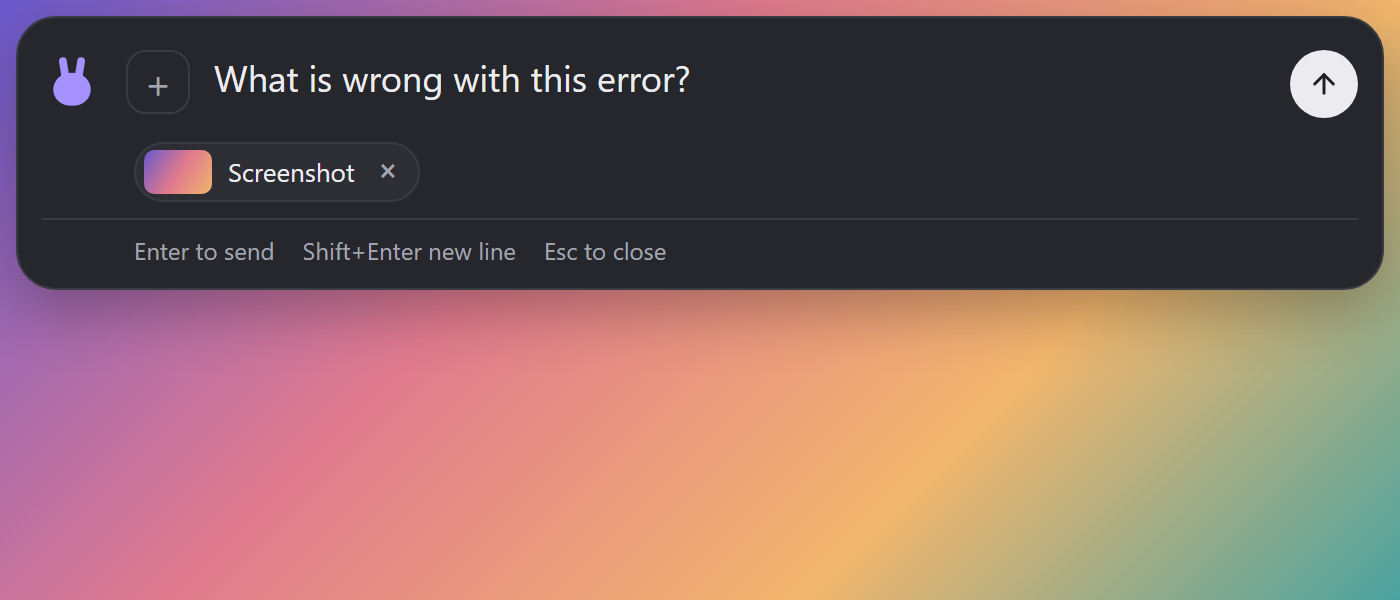 What is wrong with this error?
Screenshot ×
Enter to send Shift+Enter new line Esc to close